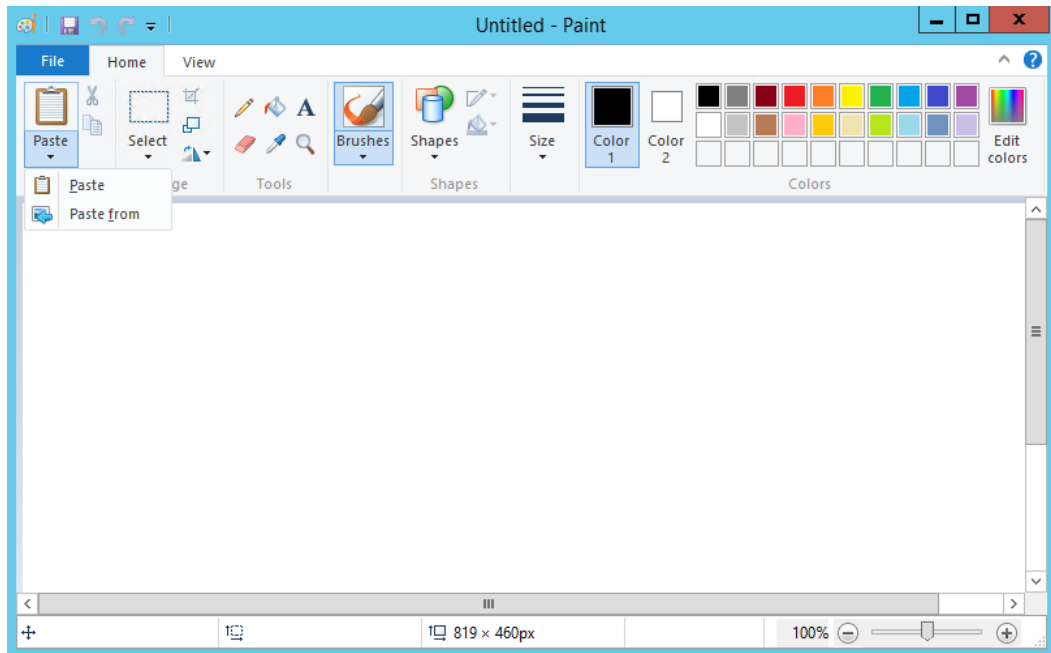 Untitled - Paint
File Home View
Paste Select Brushes Shapes Size Color 1 Color 2 Edit colors
Tools Shapes Colors
Paste
Paste from
819 × 460px 100%